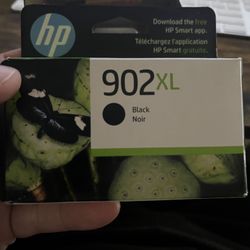 hp
Download the free
HP Smart app.
Téléchargez l'application
HP Smart gratuite.
902XL
Black
Noir